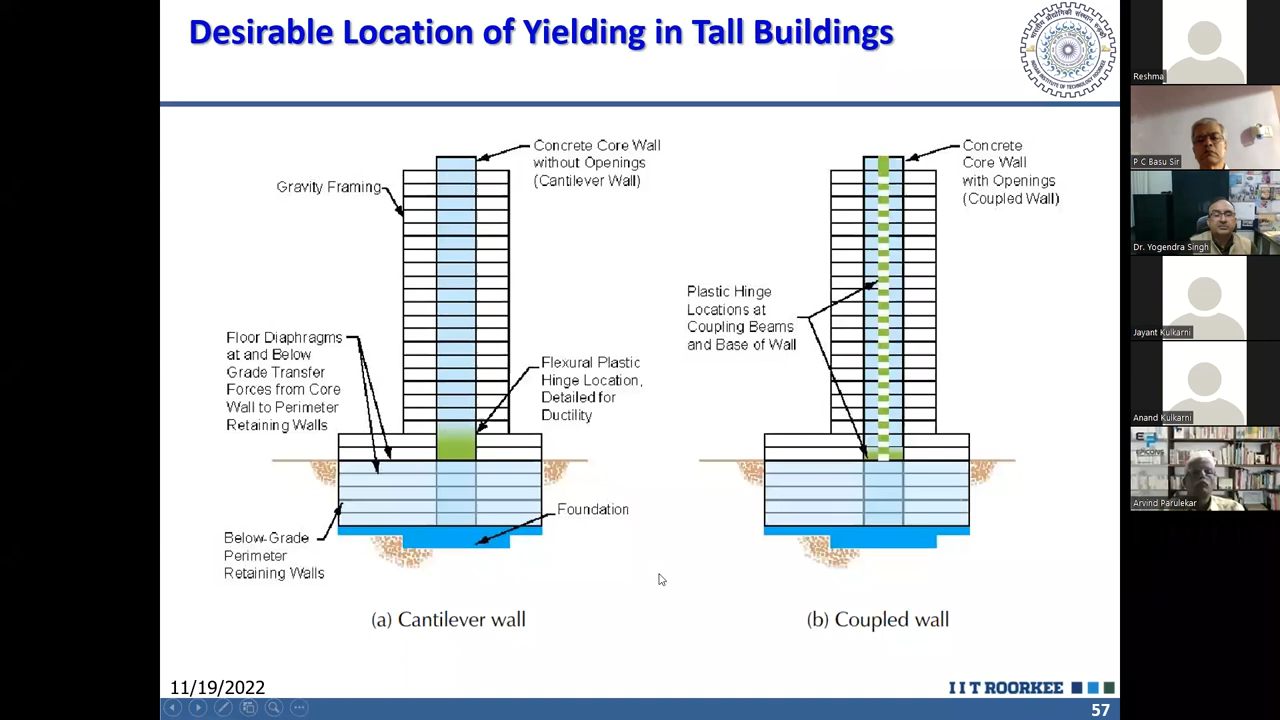 Desirable Location of Yielding in Tall Buildings
Concrete Core Wall
without Openings
(Cantilever Wall)
Gravity Framing
Floor Diaphragms
at and Below
Grade Transfer
Forces from Core
Wall to Perimeter
Retaining Walls
Flexural Plastic
Hinge Location,
Detailed for
Ductility
Foundation
Below-Grade
Perimeter
Retaining Walls
(a) Cantilever wall
Concrete
Core Wall
with Openings
(Coupled Wall)
Plastic Hinge
Locations at
Coupling Beams
and Base of Wall
(b) Coupled wall
11/19/2022
IIT ROORKEE
57
Reshma
P C Basu Sir
Dr. Yogendra Singh
Jayant Kulkarni
Anand Kulkarni
Arvind Parulekar